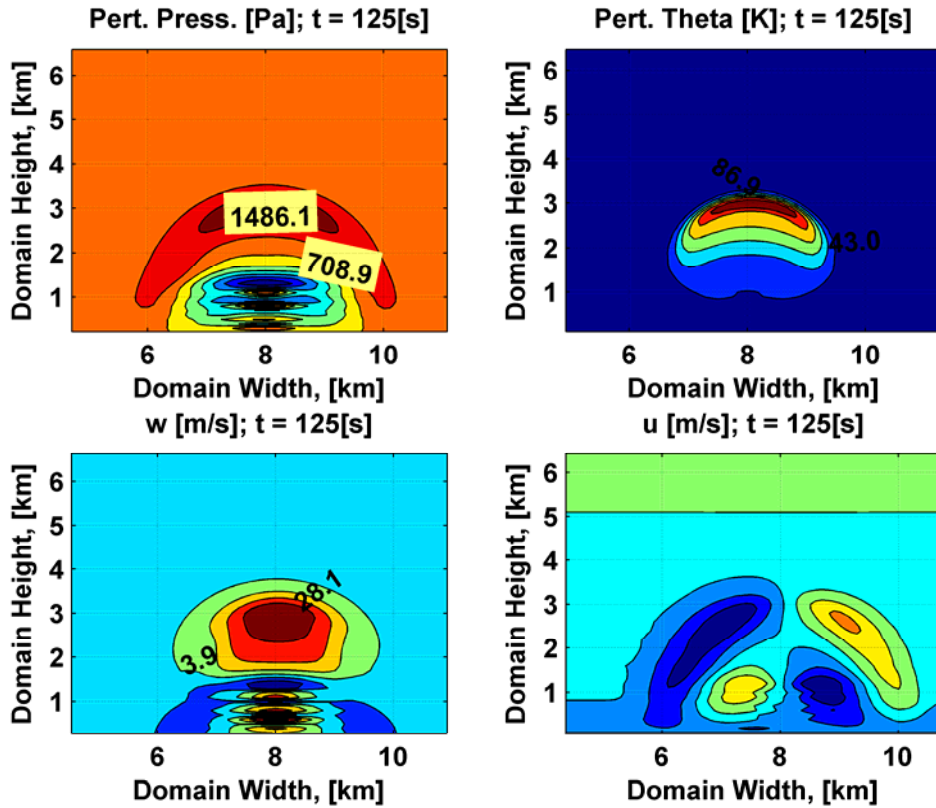 Pert. Press. [Pa]; t = 125[s]
Domain Height, [km]
6
5
4
3
2
1
1486.1
708.9
6 8 10
Domain Width, [km]
Pert. Theta [K]; t = 125[s]
Domain Height, [km]
6
5
4
3
2
1
86.9
43.0
6 8 10
Domain Width, [km]
w [m/s]; t = 125[s]
Domain Height, [km]
6
5
4
3
2
1
28.1
3.9
6 8 10
Domain Width, [km]
u [m/s]; t = 125[s]
Domain Height, [km]
6
5
4
3
2
1
6 8 10
Domain Width, [km]